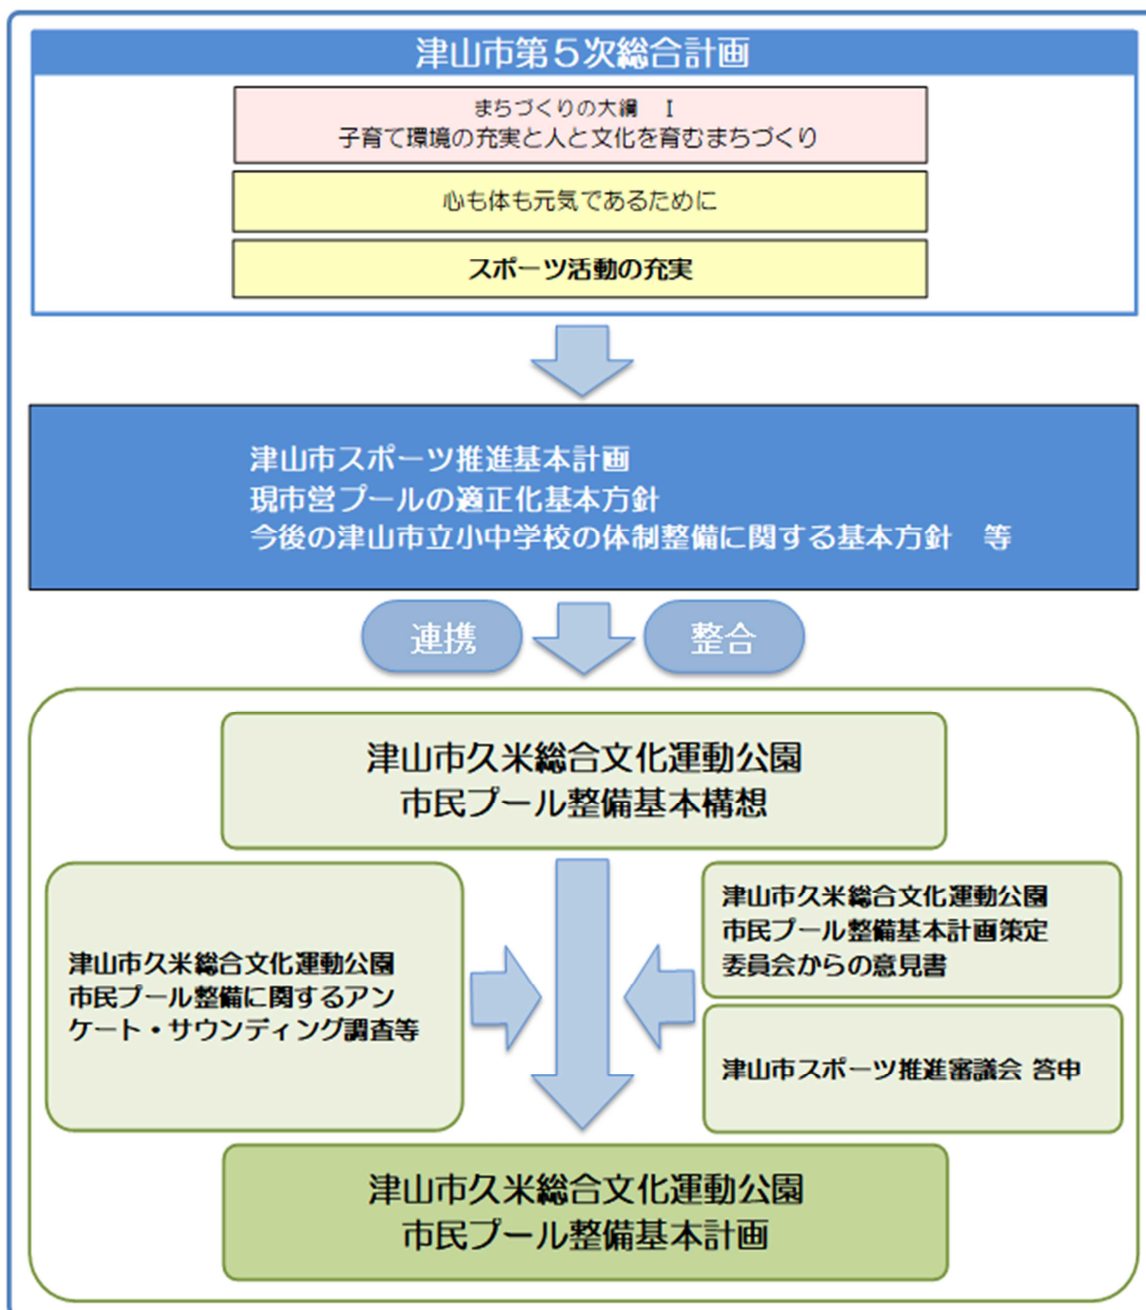 津山市第5次総合計画
まちづくりの大綱　Ⅰ
子育て環境の充実と人と文化を育むまちづくり
心も体も元気であるために
スポーツ活動の充実
津山市スポーツ推進基本計画
現市営プールの適正化基本方針
今後の津山市立小中学校の体制整備に関する基本方針　等
連携
整合
津山市久米総合文化運動公園
市民プール整備基本構想
津山市久米総合文化運動公園
市民プール整備に関するアン
ケート・サウンディング調査等
津山市久米総合文化運動公園
市民プール整備基本計画策定
委員会からの意見書
津山市スポーツ推進審議会 答申
津山市久米総合文化運動公園
市民プール整備基本計画